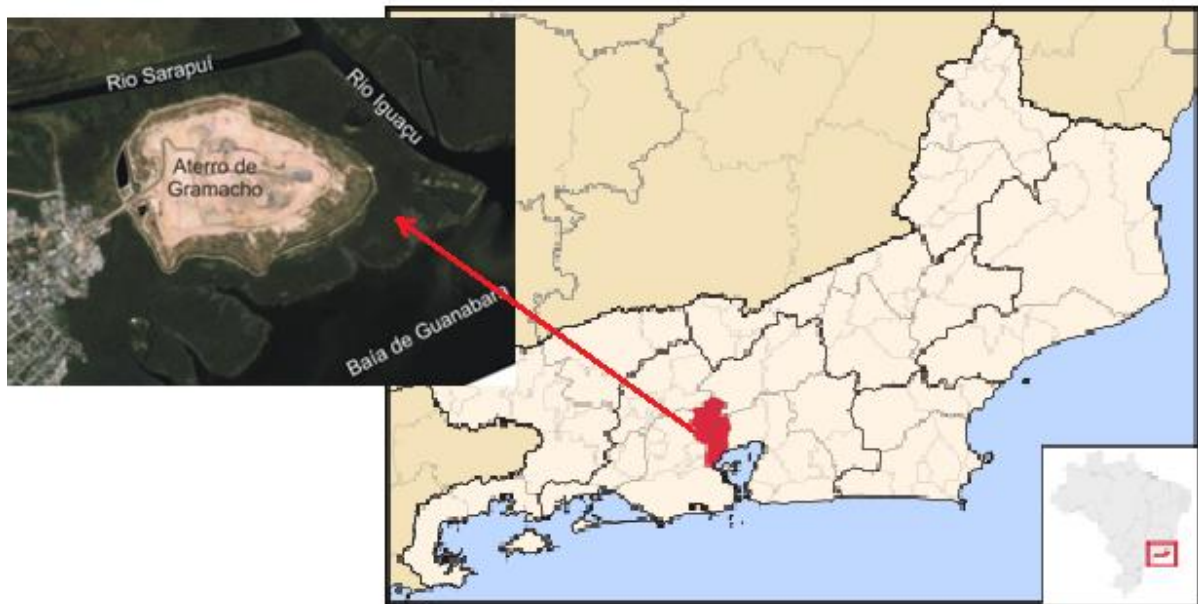 Rio Sarapuí
Rio Iguaçu
Aterro de
Gramacho
Baía de Guanabara